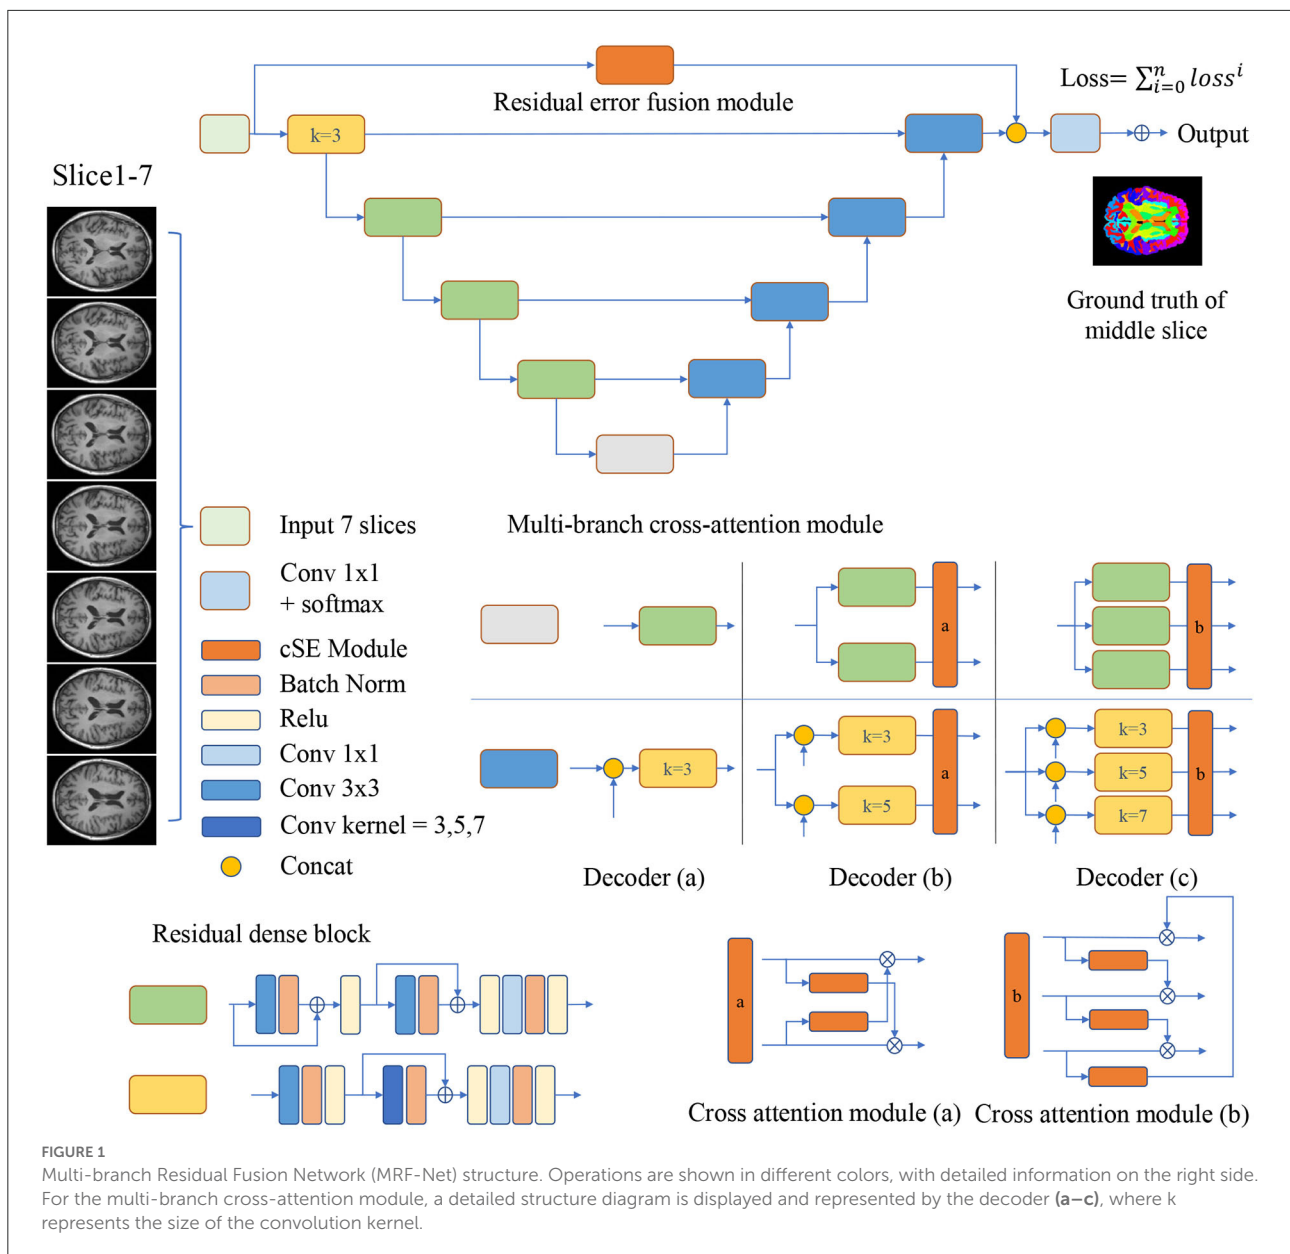 Loss= ∑ⁿᵢ₌₀ lossⁱ
Residual error fusion module
k=3
Output
Slice1-7
Ground truth of
middle slice
Input 7 slices
Conv 1x1
+ softmax
cSE Module
Batch Norm
Relu
Conv 1x1
Conv 3x3
Conv kernel = 3,5,7
Concat
Multi-branch cross-attention module
a
b
k=3
k=3
k=5
a
k=3
k=5
k=7
b
Decoder (a)
Decoder (b)
Decoder (c)
Residual dense block
a
b
Cross attention module (a)
Cross attention module (b)
FIGURE 1
Multi-branch Residual Fusion Network (MRF-Net) structure. Operations are shown in different colors, with detailed information on the right side.
For the multi-branch cross-attention module, a detailed structure diagram is displayed and represented by the decoder (a–c), where k
represents the size of the convolution kernel.